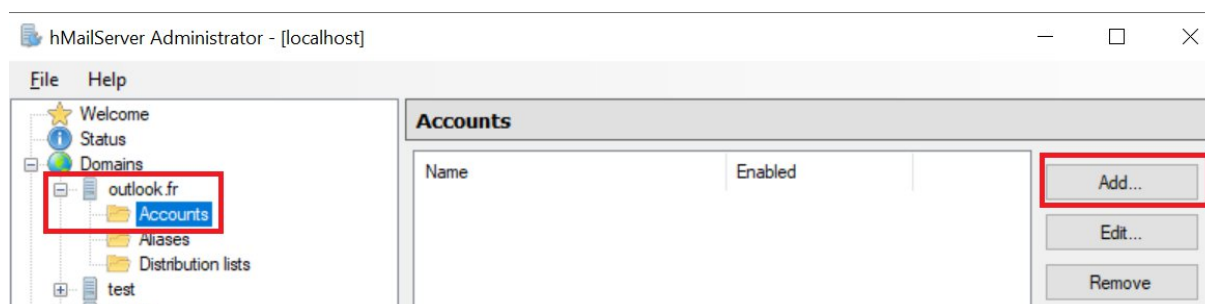 hMailServer Administrator - [localhost]
File Help
Welcome
Status
Domains
outlook.fr
Accounts
Aliases
Distribution lists
test
Accounts
Name Enabled
Add...
Edit...
Remove